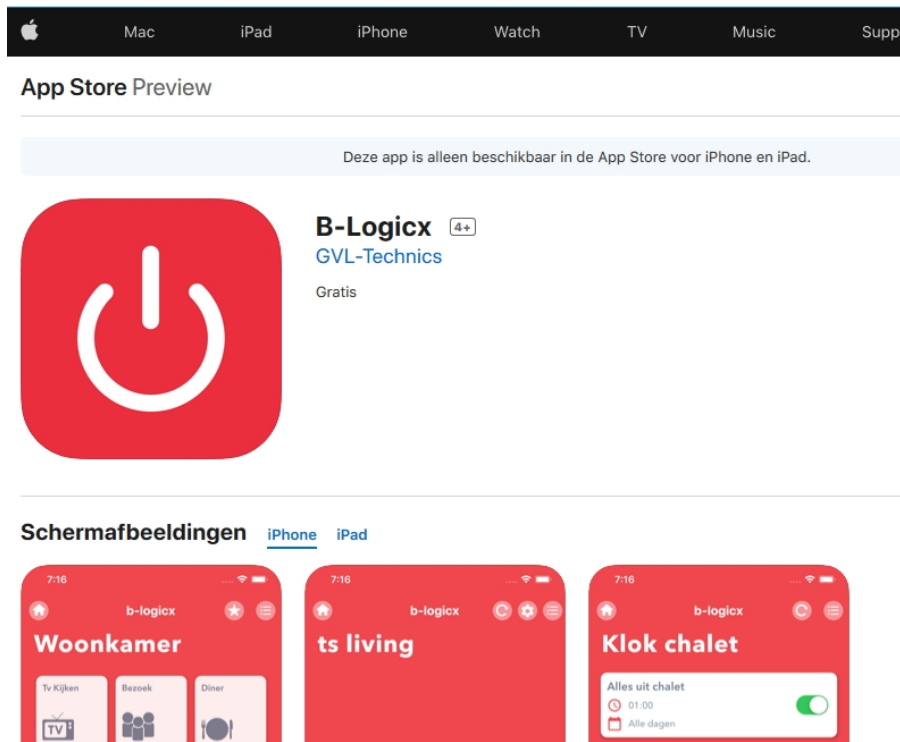 Mac iPad iPhone Watch TV Music Supp
App Store Preview
Deze app is alleen beschikbaar in de App Store voor iPhone en iPad.
B-Logicx 4+
GVL-Technics
Gratis
Schermafbeeldingen iPhone iPad
7:16
b-logicx
Woonkamer
Tv Kijken Bezoek Diner
TV
7:16
b-logicx
ts living
7:16
b-logicx
Klok chalet
Alles uit chalet
01:00
Alle dagen